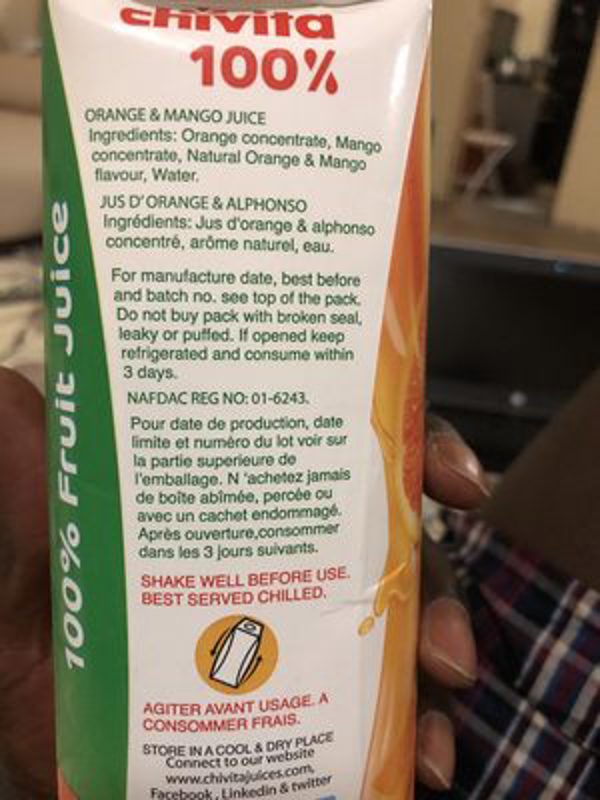 chivita
100%
ORANGE & MANGO JUICE
Ingredients: Orange concentrate, Mango
concentrate, Natural Orange & Mango
flavour, Water.
JUS D'ORANGE & ALPHONSO
Ingrédients: Jus d'orange & alphonso
concentré, arôme naturel, eau.
For manufacture date, best before
and batch no. see top of the pack.
Do not buy pack with broken seal,
leaky or puffed. If opened keep
refrigerated and consume within
3 days.
NAFDAC REG NO: 01-6243.
Pour date de production, date
limite et numéro du lot voir sur
la partie superieure de
l'emballage. N 'achetez jamais
de boîte abîmée, percée ou
avec un cachet endommagé.
Après ouverture,consommer
dans les 3 jours suivants.
SHAKE WELL BEFORE USE.
BEST SERVED CHILLED.
AGITER AVANT USAGE. A
CONSOMMER FRAIS.
STORE IN A COOL & DRY PLACE
Connect to our website
www.chivitajuices.com,
Facebook, Linkedin & twitter
100% Fruit Juice